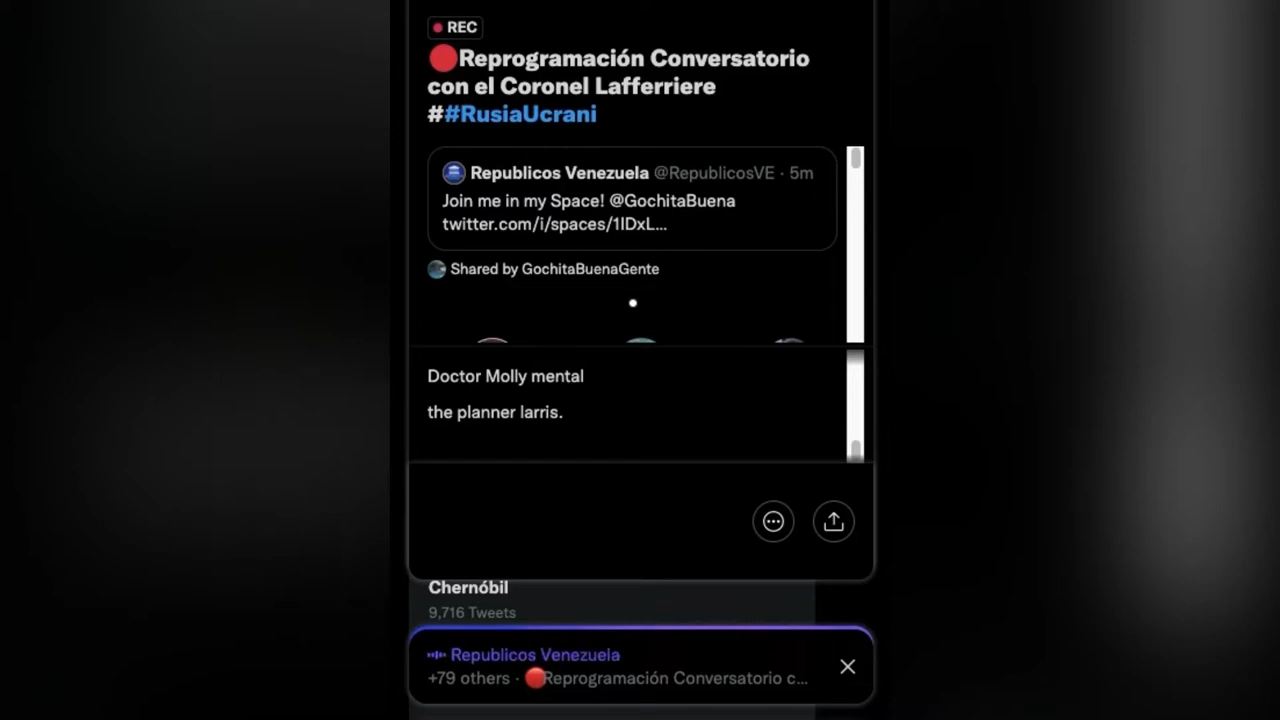 REC
🔴Reprogramación Conversatorio
con el Coronel Lafferriere
##RusiaUcrani
Republicos Venezuela @RepublicosVE · 5m
Join me in my Space! @GochitaBuena
twitter.com/i/spaces/1lDxL...
Shared by GochitaBuenaGente
Doctor Molly mental
the planner larris.
Chernóbil
9,716 Tweets
Republicos Venezuela
+79 others · 🔴Reprogramación Conversatorio c...